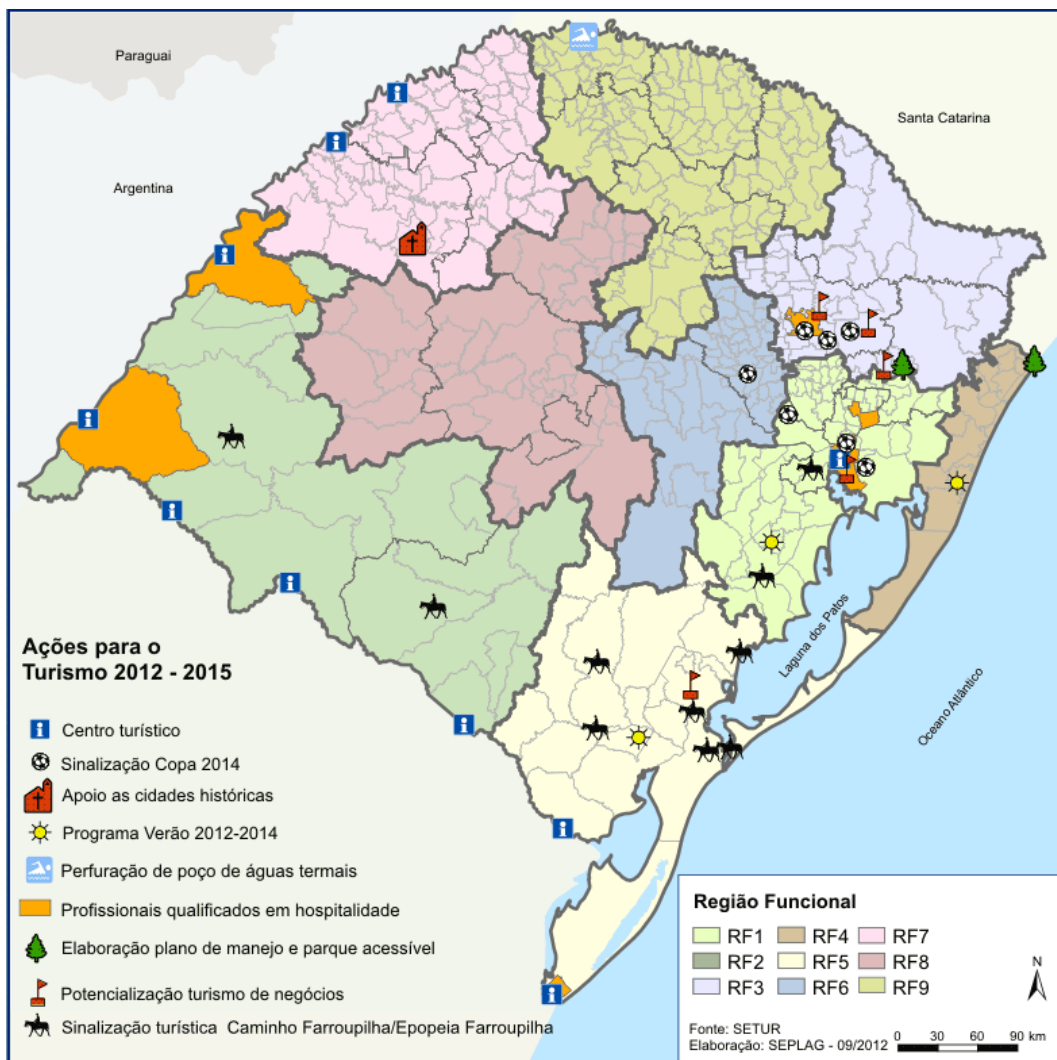 Paraguai
Santa Catarina
Argentina
Laguna dos Patos
Oceano Atlântico
Ações para o
Turismo 2012 - 2015
Centro turístico
Sinalização Copa 2014
Apoio as cidades históricas
Programa Verão 2012-2014
Perfuração de poço de águas termais
Profissionais qualificados em hospitalidade
Elaboração plano de manejo e parque acessível
Potencialização turismo de negócios
Sinalização turística Caminho Farroupilha/Epopeia Farroupilha
Região Funcional
RF1 RF4 RF7
RF2 RF5 RF8
RF3 RF6 RF9
N
Fonte: SETUR
Elaboração: SEPLAG - 09/2012
0 30 60 90 km